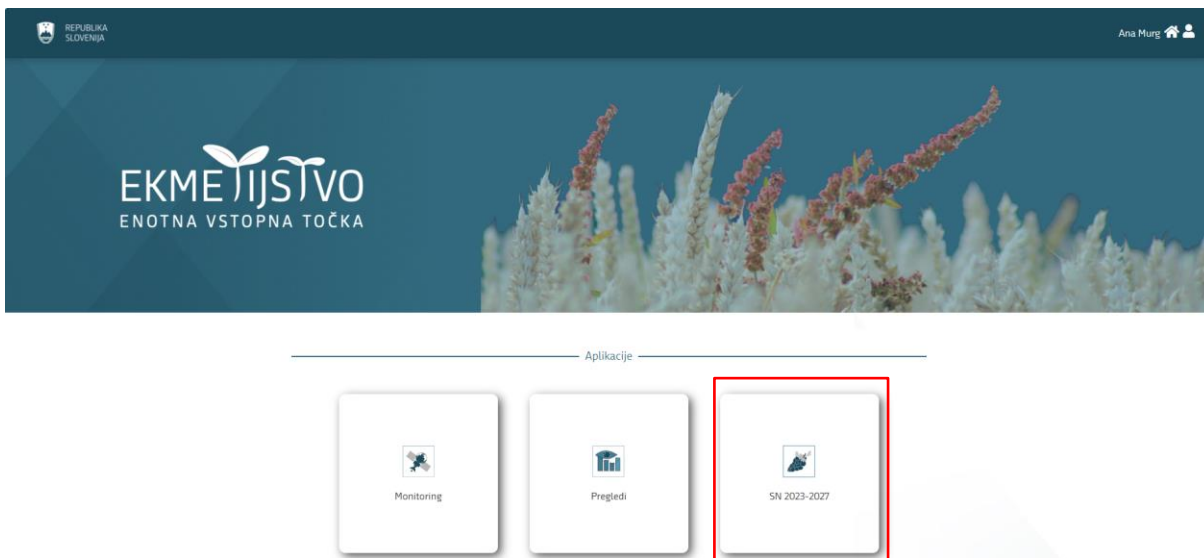 REPUBLIKA
SLOVENIJA
Ana Murg
EKMETIJSTVO
ENOTNA VSTOPNA TOČKA
Aplikacije
Monitoring
Pregledi
SN 2023-2027